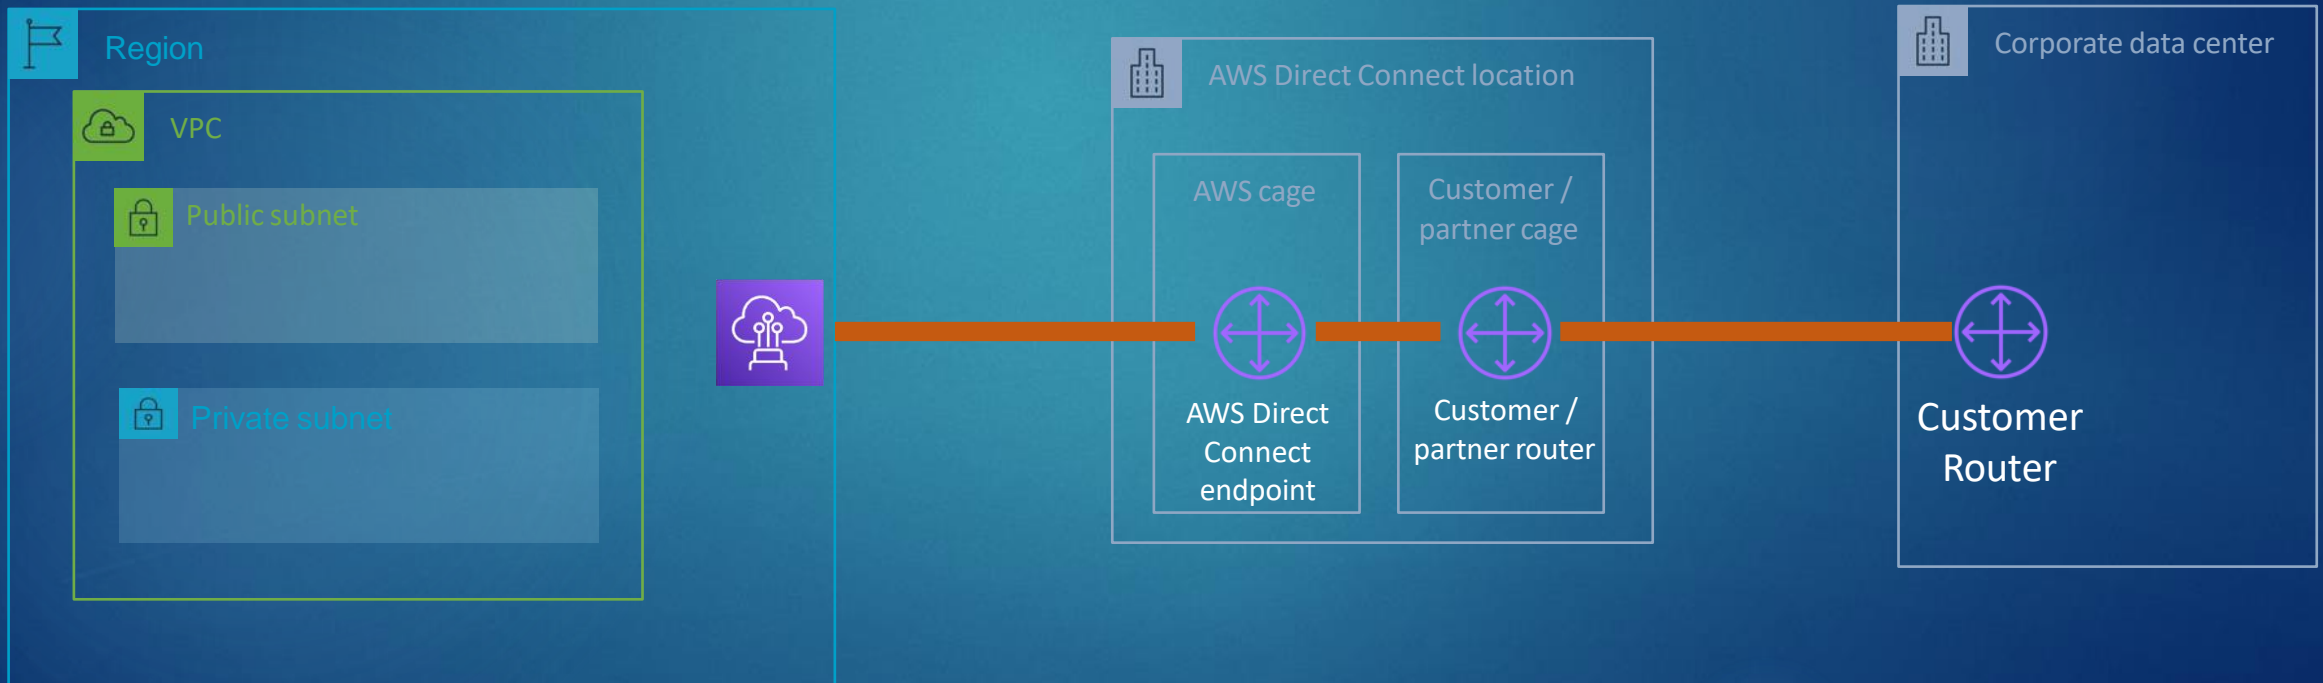 Region
VPC
Public subnet
Private subnet
AWS Direct Connect location
AWS cage
Customer /
partner cage
AWS Direct
Connect
endpoint
Customer /
partner router
Corporate data center
Customer
Router